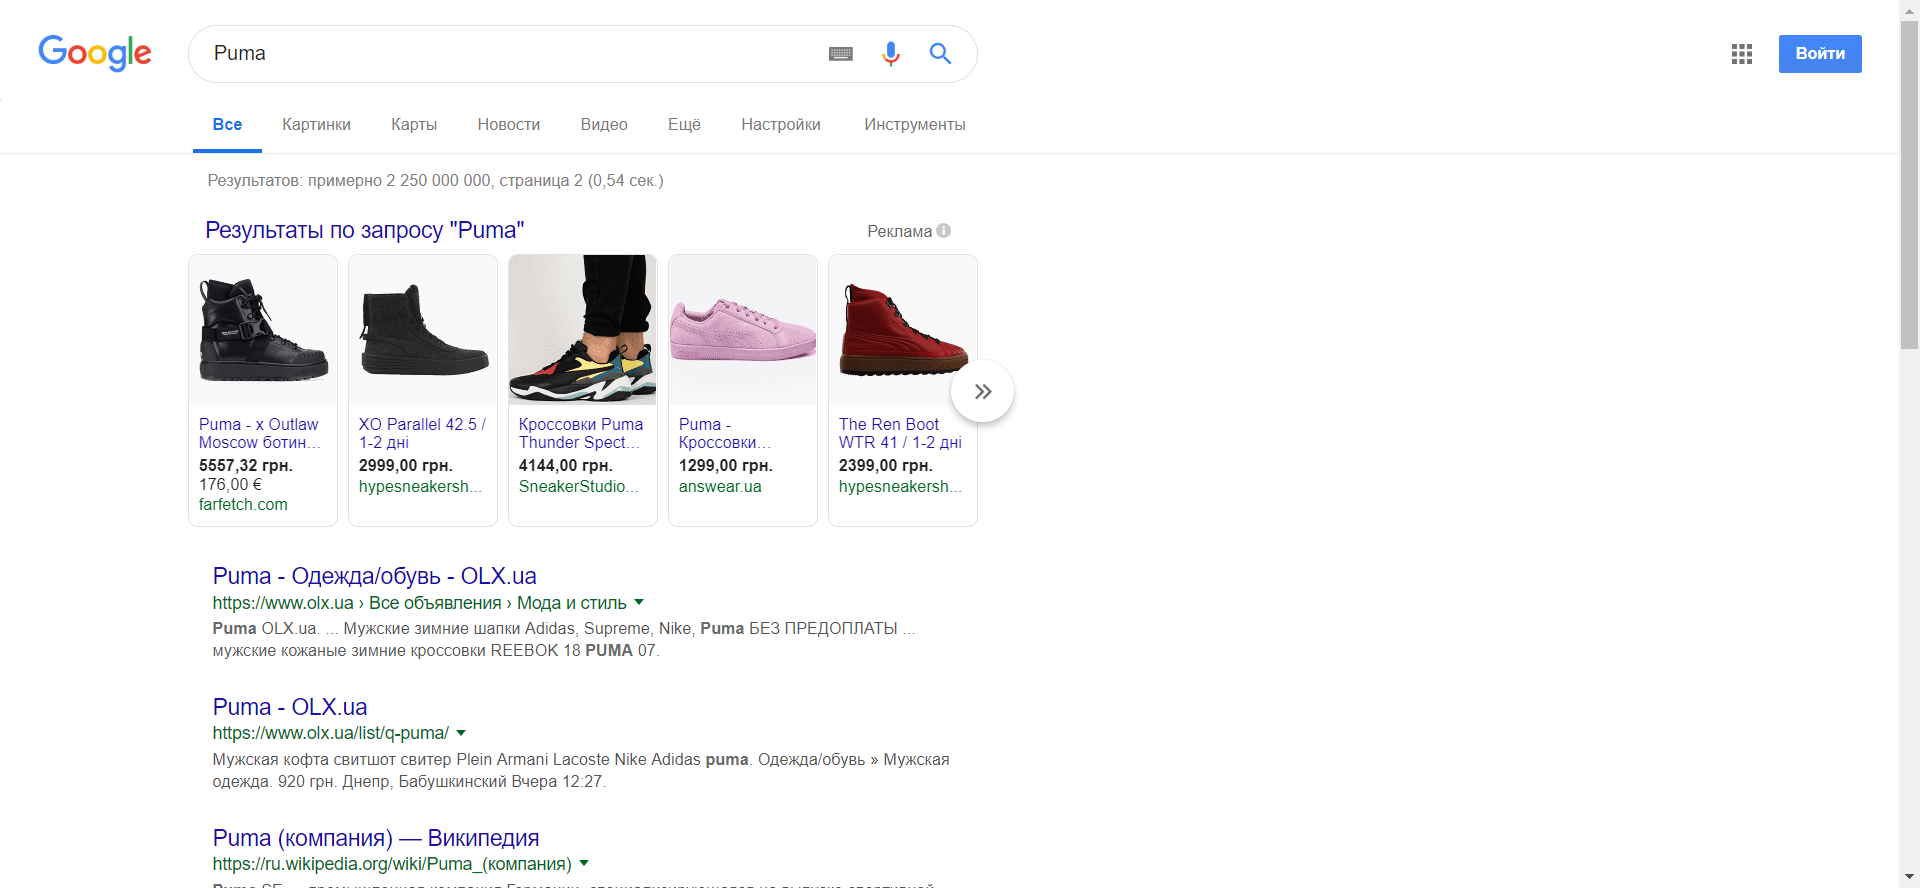 Google
Puma
Войти
Все Картинки Карты Новости Видео Ещё Настройки Инструменты
Результатов: примерно 2 250 000 000, страница 2 (0,54 сек.)
Результаты по запросу "Puma"
Реклама
Puma - x Outlaw
Moscow ботин...
5557,32 грн.
176,00 €
farfetch.com
XO Parallel 42.5 /
1-2 дні
2999,00 грн.
hypesneakersh...
Кроссовки Puma
Thunder Spect...
4144,00 грн.
SneakerStudio...
Puma -
Кроссовки...
1299,00 грн.
answear.ua
The Ren Boot
WTR 41 / 1-2 дні
2399,00 грн.
hypesneakersh...
Puma - Одежда/обувь - OLX.ua
https://www.olx.ua › Все объявления › Мода и стиль
Puma OLX.ua. ... Мужские зимние шапки Adidas, Supreme, Nike, Puma БЕЗ ПРЕДОПЛАТЫ ...
мужские кожаные зимние кроссовки REEBOK 18 PUMA 07.
Puma - OLX.ua
https://www.olx.ua/list/q-puma/
Мужская кофта свитшот свитер Plein Armani Lacoste Nike Adidas puma. Одежда/обувь » Мужская
одежда. 920 грн. Днепр, Бабушкинский Вчера 12:27.
Puma (компания) — Википедия
https://ru.wikipedia.org/wiki/Puma_(компания)